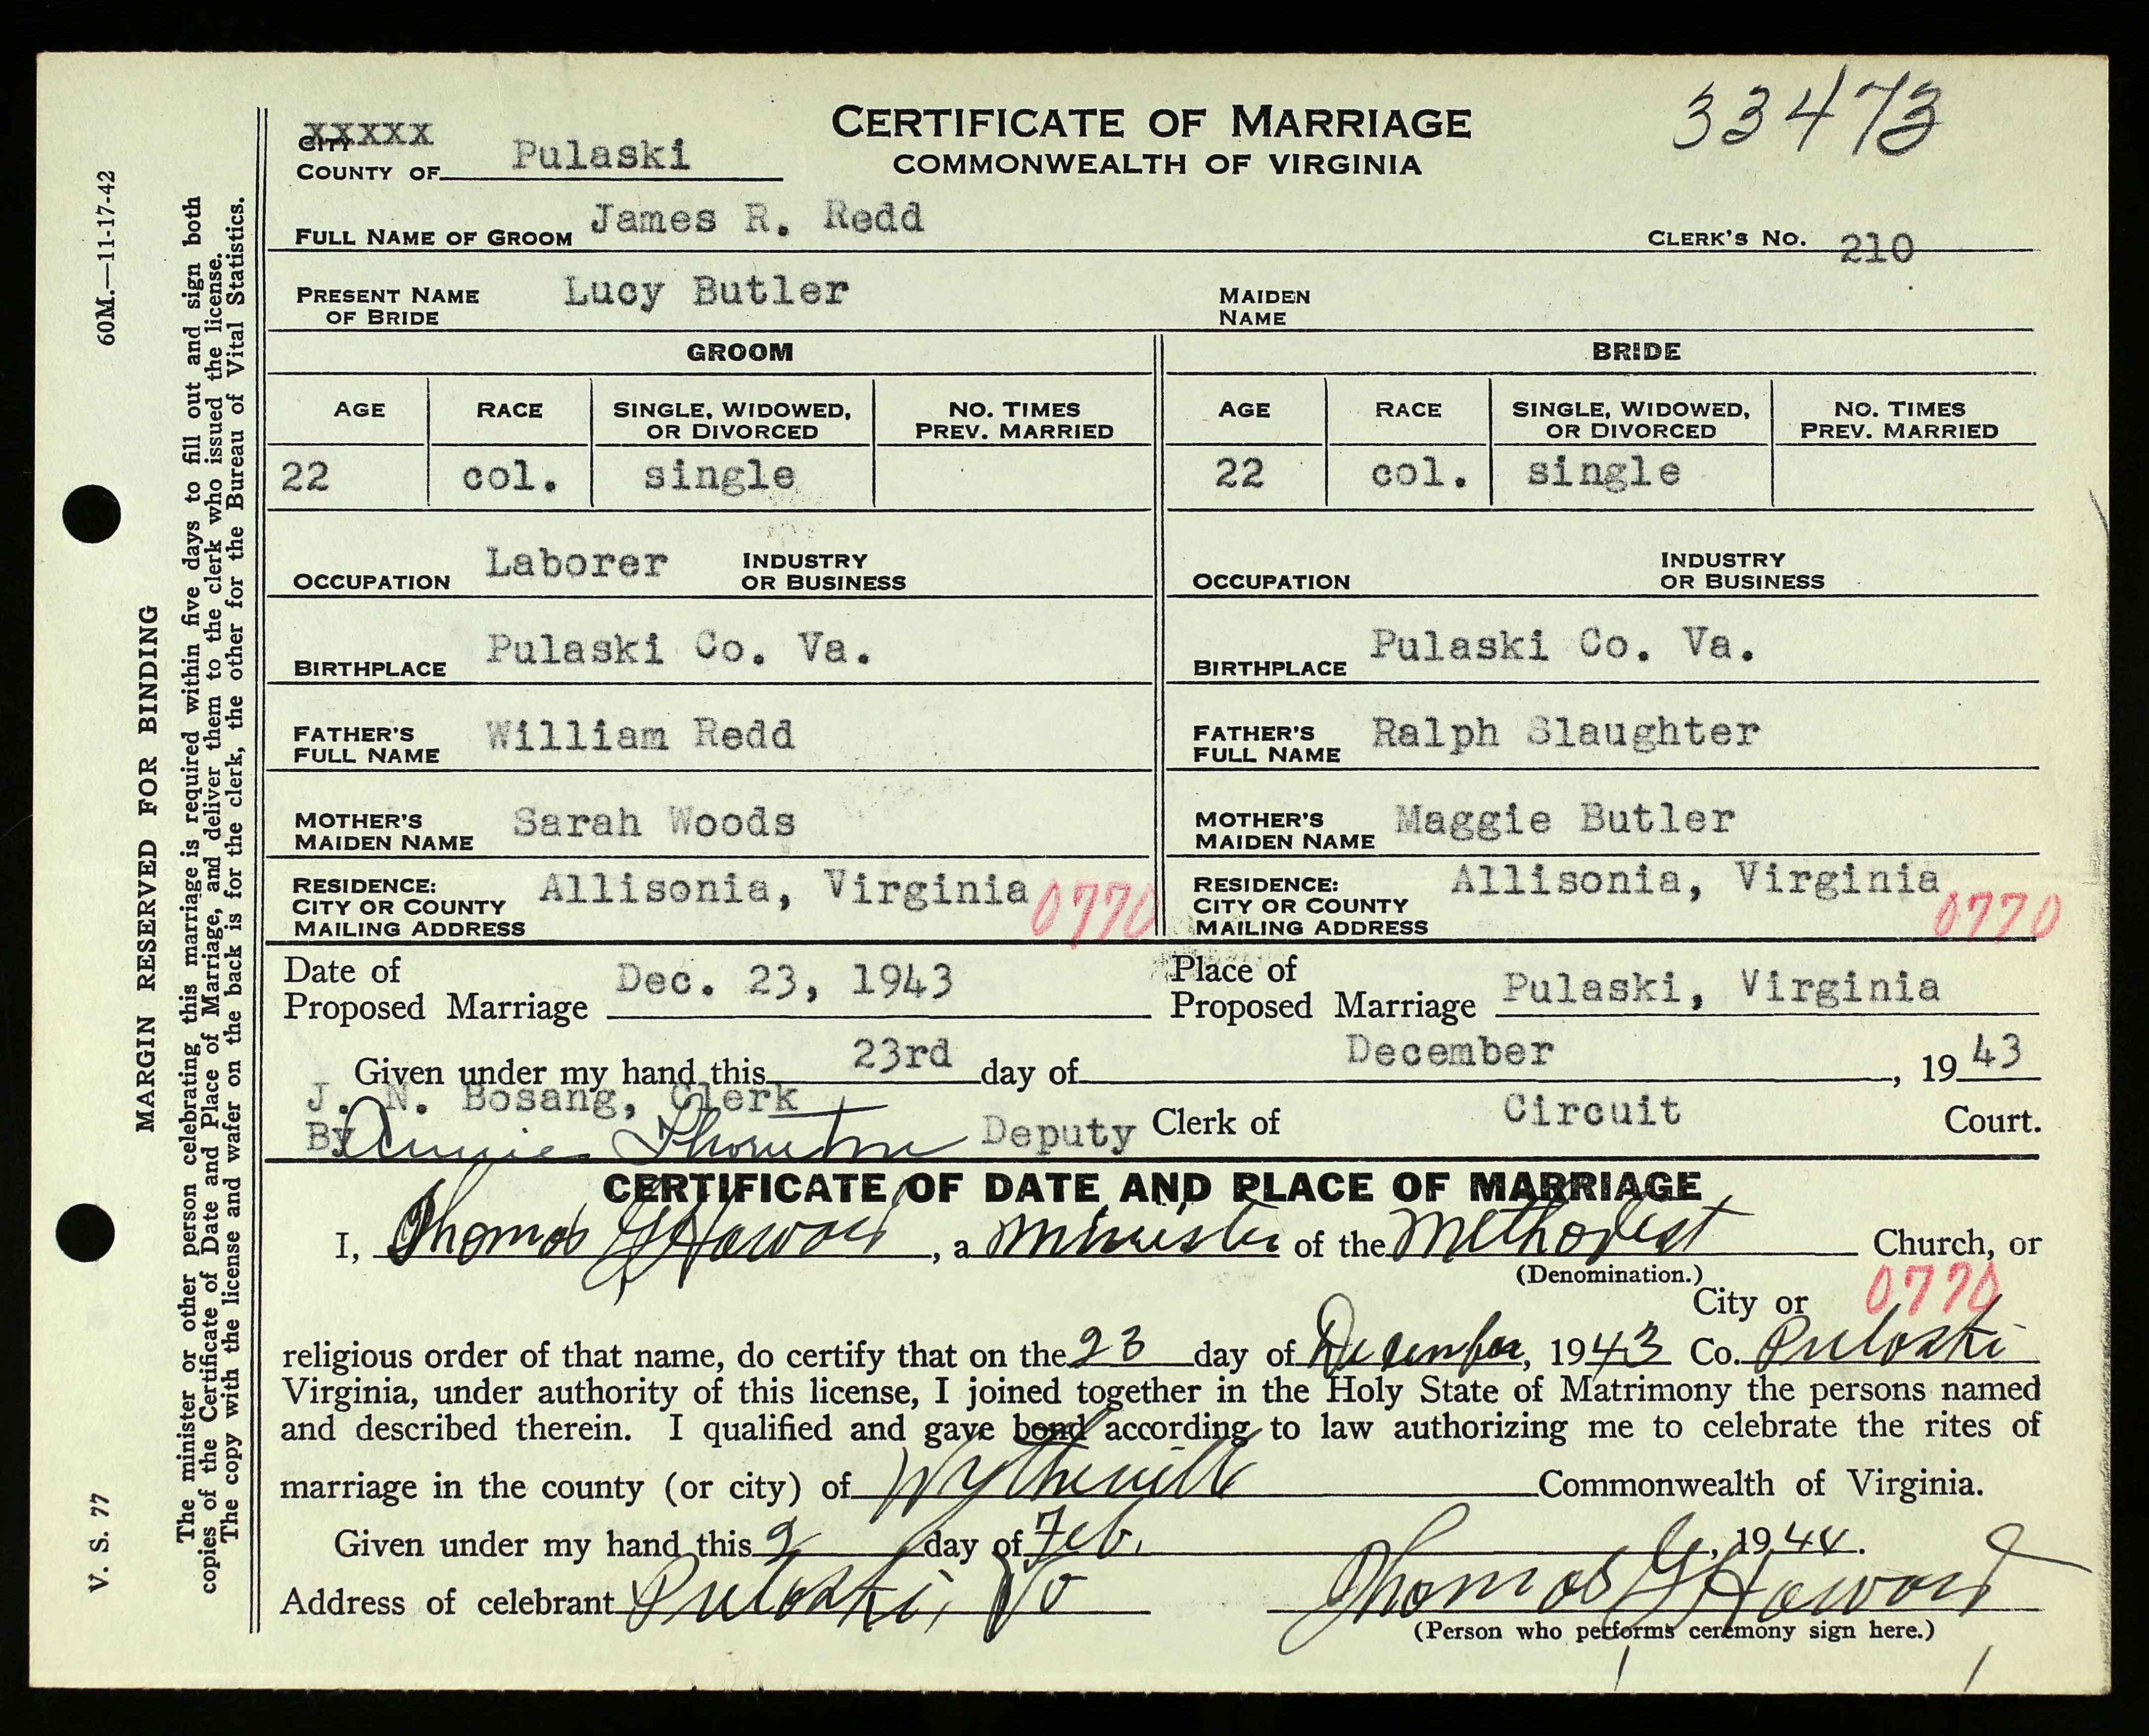 CERTIFICATE OF MARRIAGE
COMMONWEALTH OF VIRGINIA
33473
XXXXX
CITY
COUNTY OF Pulaski
FULL NAME OF GROOM James R. Redd
CLERK'S No. 210
PRESENT NAME OF BRIDE Lucy Butler
MAIDEN NAME
GROOM
BRIDE
AGE RACE SINGLE, WIDOWED, OR DIVORCED NO. TIMES PREV. MARRIED
AGE RACE SINGLE, WIDOWED, OR DIVORCED NO. TIMES PREV. MARRIED
22 col. single
22 col. single
OCCUPATION Laborer INDUSTRY OR BUSINESS
OCCUPATION INDUSTRY OR BUSINESS
BIRTHPLACE Pulaski Co. Va.
BIRTHPLACE Pulaski Co. Va.
FATHER'S FULL NAME William Redd
FATHER'S FULL NAME Ralph Slaughter
MOTHER'S MAIDEN NAME Sarah Woods
MOTHER'S MAIDEN NAME Maggie Butler
RESIDENCE: CITY OR COUNTY MAILING ADDRESS Allisonia, Virginia 0770
RESIDENCE: CITY OR COUNTY MAILING ADDRESS Allisonia, Virginia 0770
Date of Proposed Marriage Dec. 23, 1943
Place of Proposed Marriage Pulaski, Virginia
Given under my hand this 23rd day of December, 1943
J. N. Bosang, Clerk
By Annie Thornton Deputy Clerk of Circuit Court.
CERTIFICATE OF DATE AND PLACE OF MARRIAGE
I, Thomas G Howard, a minister of the Methodist Church, or
(Denomination.)
City or 0770
religious order of that name, do certify that on the 23 day of December, 1943 Co. Pulaski
Virginia, under authority of this license, I joined together in the Holy State of Matrimony the persons named
and described therein. I qualified and gave bond according to law authorizing me to celebrate the rites of
marriage in the county (or city) of Wytheville Commonwealth of Virginia.
Given under my hand this 2 day of Feb., 1944.
Address of celebrant Pulaski, Va Thomas G Howard
(Person who performs ceremony sign here.)
60M.—11-17-42
MARGIN RESERVED FOR BINDING
V. S. 77
The minister or other person celebrating this marriage is required within five days to fill out and sign both
copies of the Certificate of Date and Place of Marriage, and deliver them to the clerk who issued the license.
The copy with the license and wafer on the back is for the clerk, the other for the Bureau of Vital Statistics.